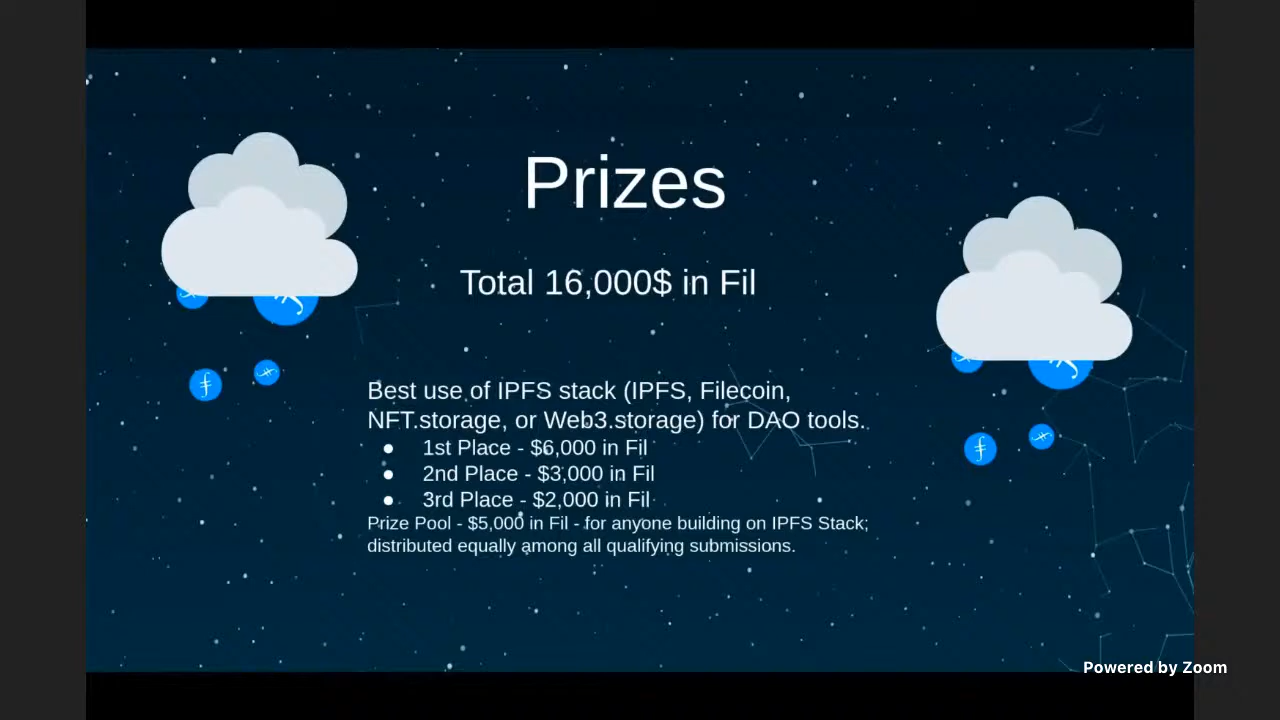 Prizes
Total 16,000$ in Fil
Best use of IPFS stack (IPFS, Filecoin,
NFT.storage, or Web3.storage) for DAO tools.
● 1st Place - $6,000 in Fil
● 2nd Place - $3,000 in Fil
● 3rd Place - $2,000 in Fil
Prize Pool - $5,000 in Fil - for anyone building on IPFS Stack;
distributed equally among all qualifying submissions.
Powered by Zoom